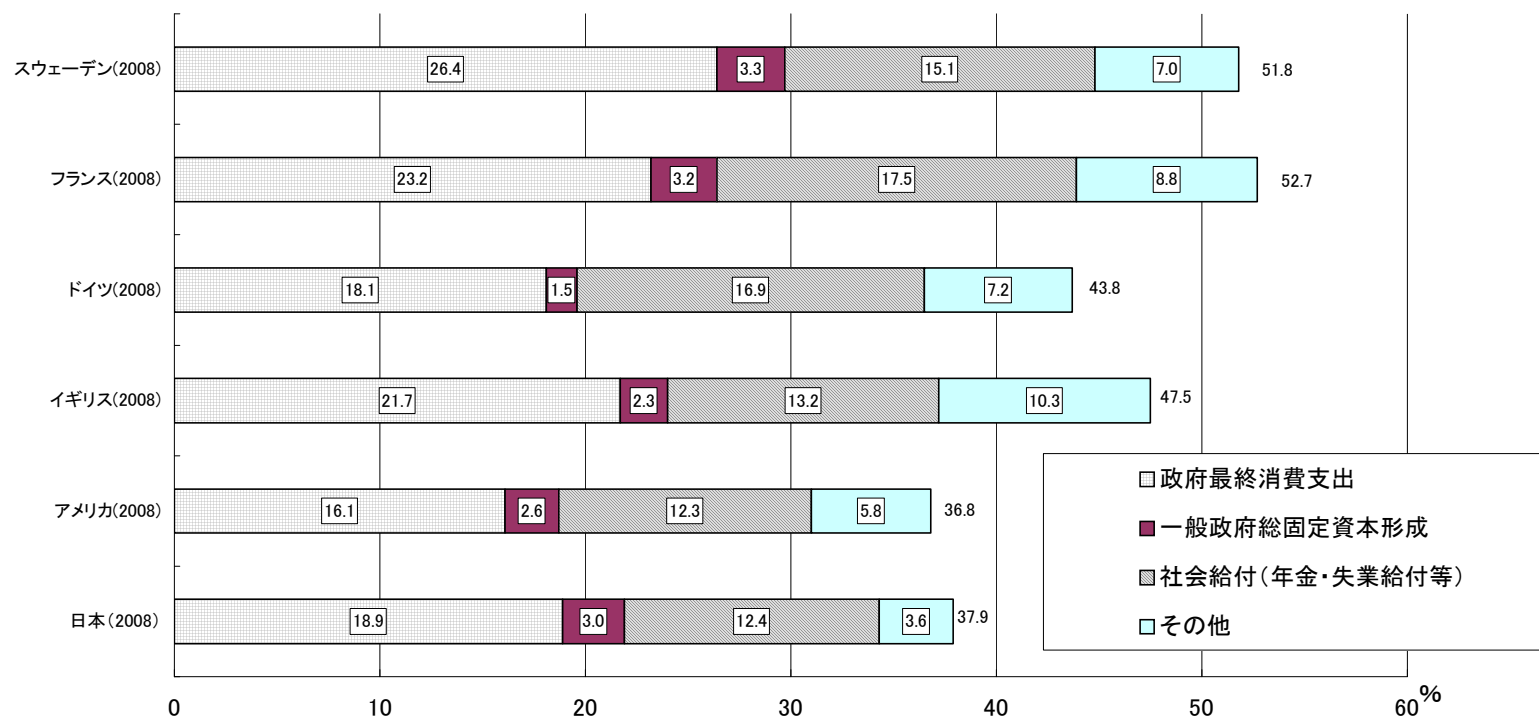 スウェーデン(2008)
26.4
3.3
15.1
7.0
51.8
フランス(2008)
23.2
3.2
17.5
8.8
52.7
ドイツ(2008)
18.1
1.5
16.9
7.2
43.8
イギリス(2008)
21.7
2.3
13.2
10.3
47.5
アメリカ(2008)
16.1
2.6
12.3
5.8
36.8
日本(2008)
18.9
3.0
12.4
3.6
37.9
政府最終消費支出
一般政府総固定資本形成
社会給付(年金・失業給付等)
その他
0 10 20 30 40 50 60 %